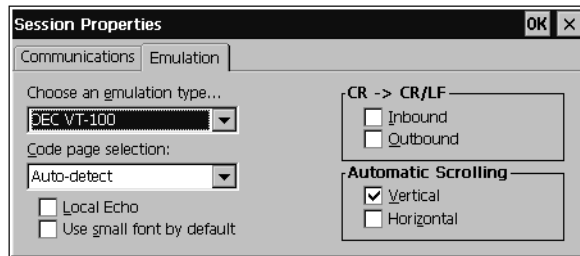 Session Properties OK ×
Communications Emulation
Choose an emulation type...
DEC VT-100
Code page selection:
Auto-detect
Local Echo
Use small font by default
CR -> CR/LF
Inbound
Outbound
Automatic Scrolling
Vertical
Horizontal